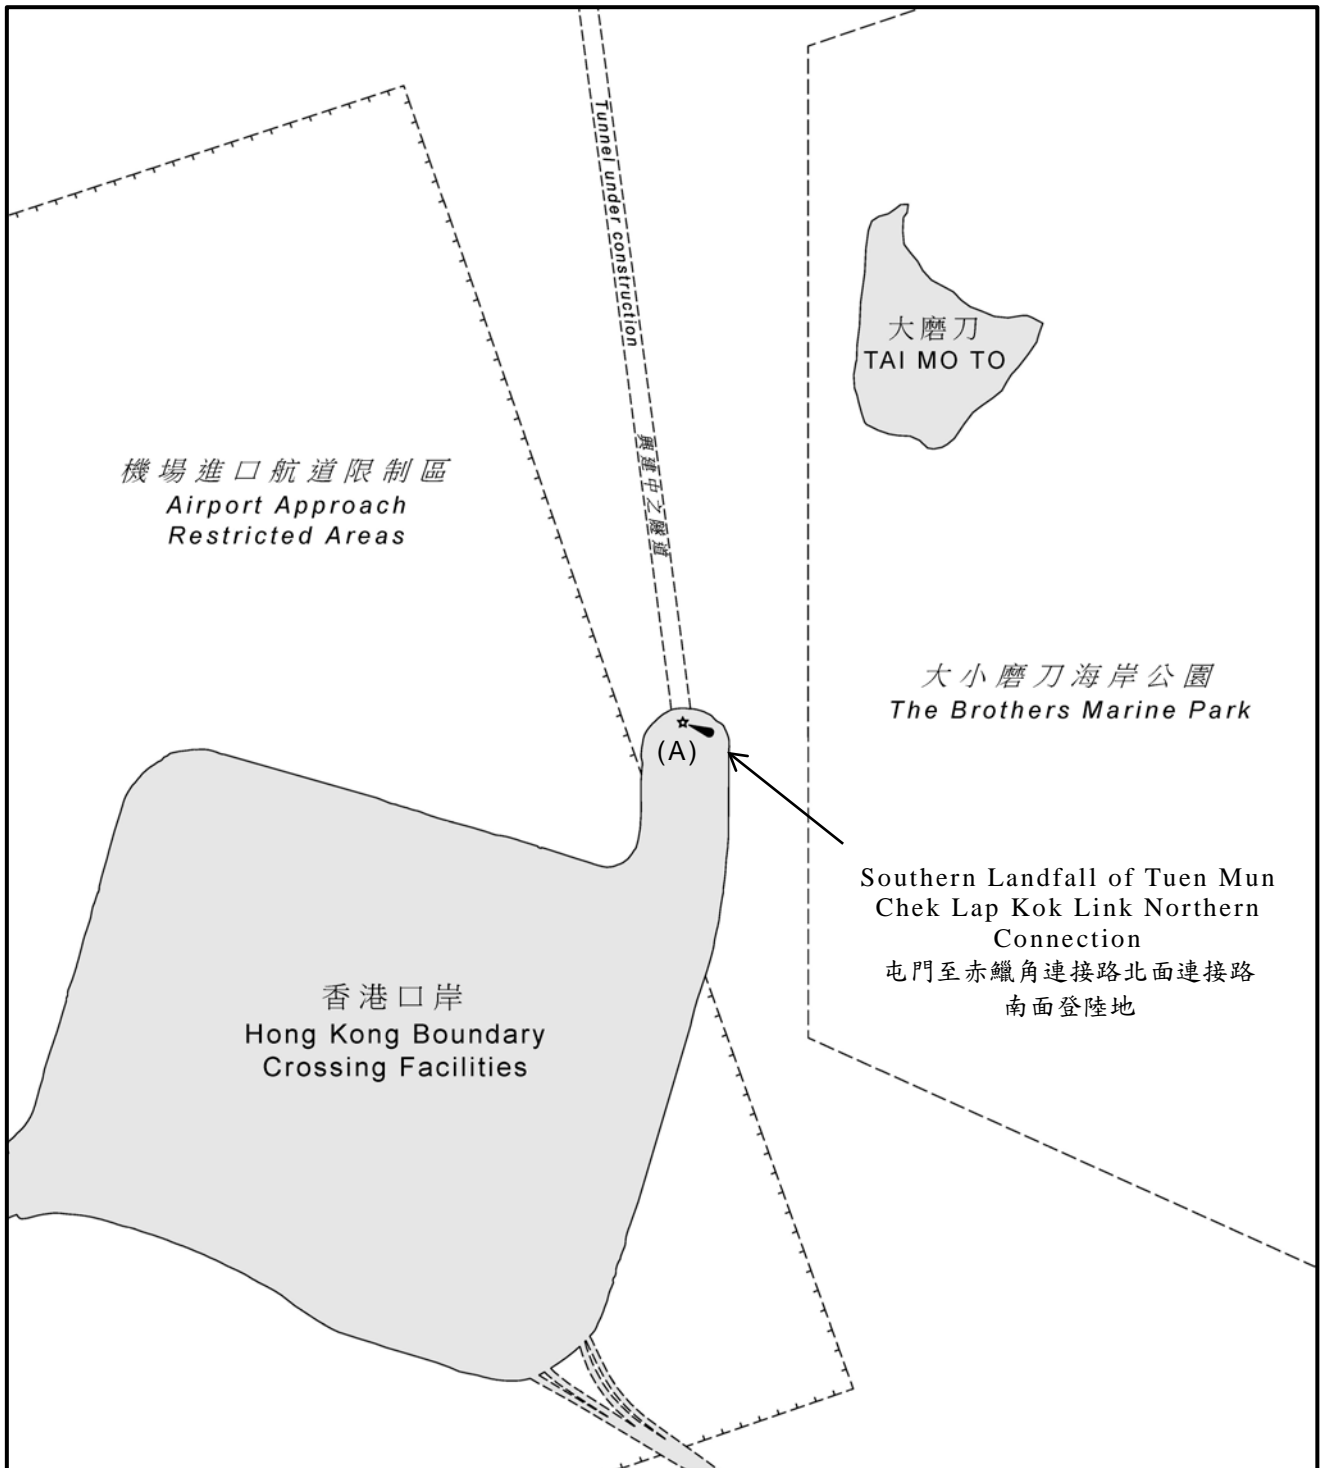 Tunnel under construction
大磨刀
TAI MO TO
興建中之隧道
機場進口航道限制區
Airport Approach
Restricted Areas
大小磨刀海岸公園
The Brothers Marine Park
(A)
Southern Landfall of Tuen Mun
Chek Lap Kok Link Northern
Connection
屯門至赤鱲角連接路北面連接路
南面登陸地
香港口岸
Hong Kong Boundary
Crossing Facilities